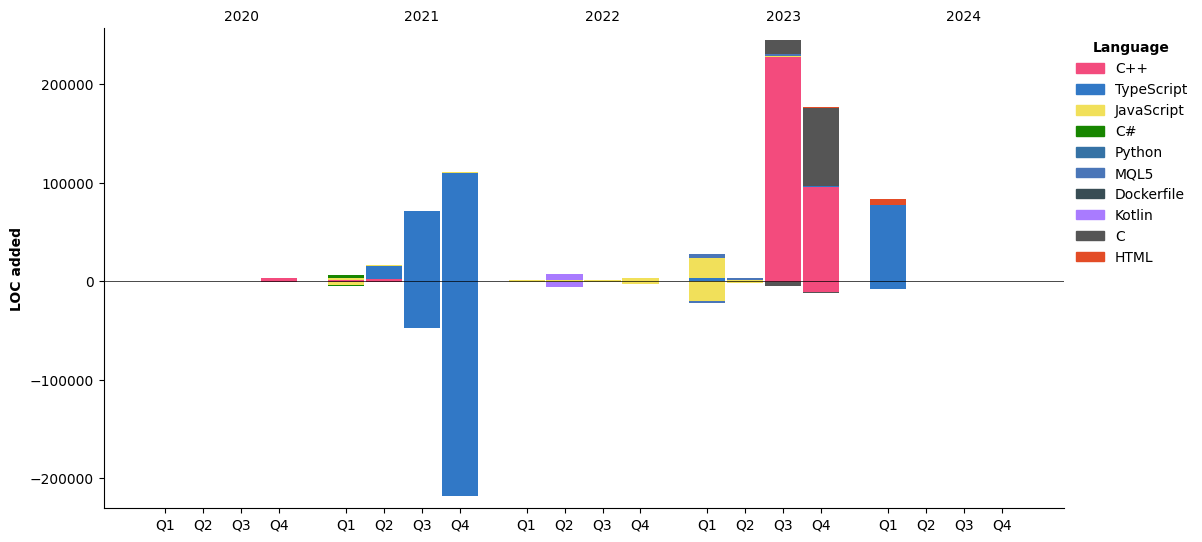 2020 2021 2022 2023 2024
Language
C++
TypeScript
JavaScript
C#
Python
MQL5
Dockerfile
Kotlin
C
HTML
LOC added
200000
100000
0
−100000
−200000
Q1 Q2 Q3 Q4 Q1 Q2 Q3 Q4 Q1 Q2 Q3 Q4 Q1 Q2 Q3 Q4 Q1 Q2 Q3 Q4